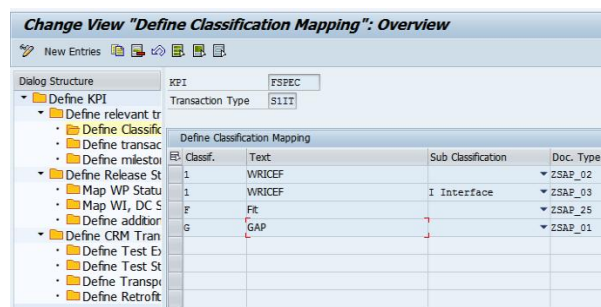 Change View "Define Classification Mapping": Overview
New Entries
Dialog Structure
Define KPI
Define relevant tr
Define Classific
Define transac
Define milesto
Define Release St
Map WP Statu
Map WI, DC S
Define addition
Define CRM Tran
Define Test Ex
Define Test St
Define Transpo
Define Retrofit
KPI FSPEC
Transaction Type S1IT
Define Classification Mapping
Classif. Text Sub Classification Doc. Type
1 WRICEF ZSAP_02
1 WRICEF I Interface ZSAP_03
F Fit ZSAP_25
G GAP ZSAP_01